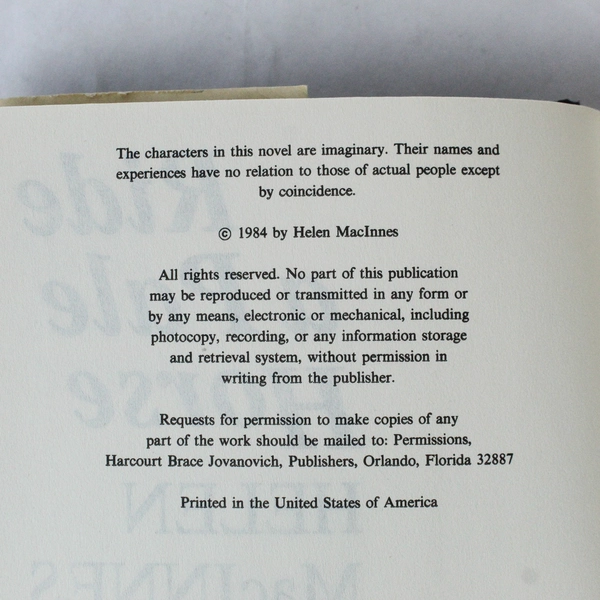 The characters in this novel are imaginary. Their names and
experiences have no relation to those of actual people except
by coincidence.
© 1984 by Helen MacInnes
All rights reserved. No part of this publication
may be reproduced or transmitted in any form or
by any means, electronic or mechanical, including
photocopy, recording, or any information storage
and retrieval system, without permission in
writing from the publisher.
Requests for permission to make copies of any
part of the work should be mailed to: Permissions,
Harcourt Brace Jovanovich, Publishers, Orlando, Florida 32887
Printed in the United States of America
Ride
Pale
Horse
HELEN
MacINNES